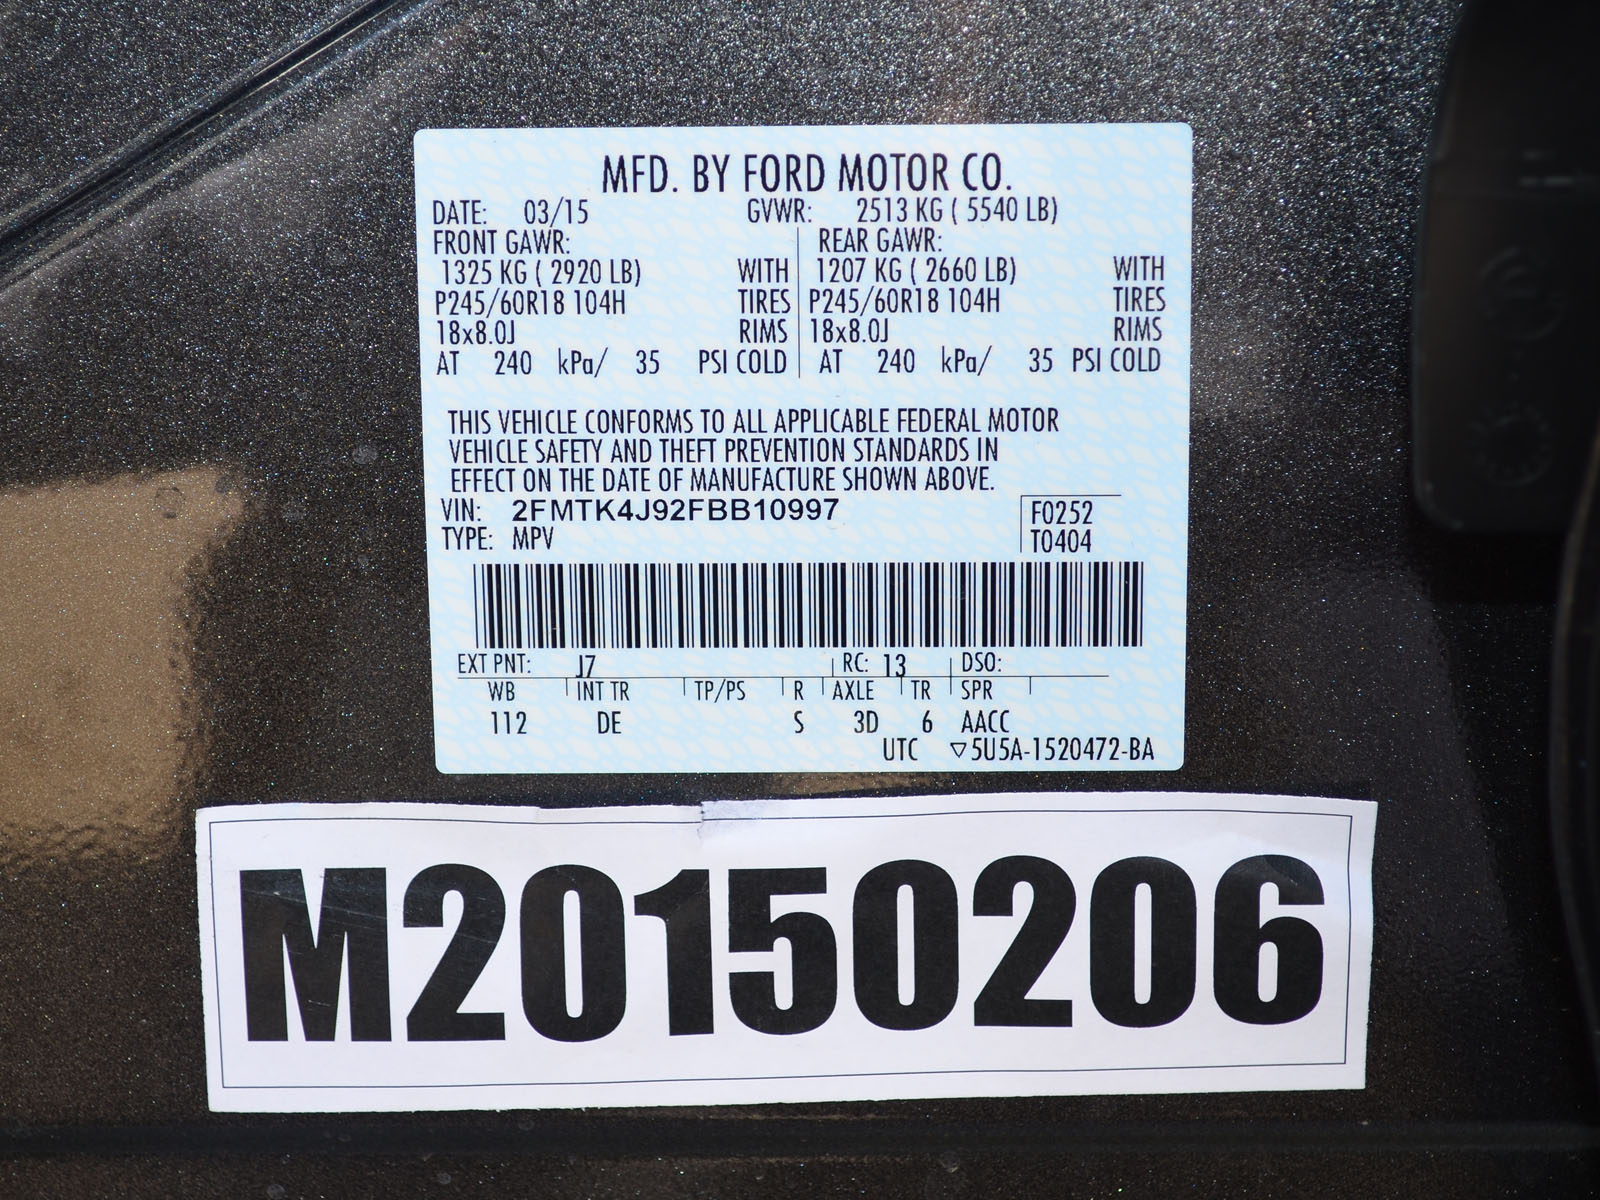 MFD. BY FORD MOTOR CO.
DATE: 03/15 GVWR: 2513 KG ( 5540 LB)
FRONT GAWR: REAR GAWR:
1325 KG ( 2920 LB) WITH 1207 KG ( 2660 LB) WITH
P245/60R18 104H TIRES P245/60R18 104H TIRES
18x8.0J RIMS 18x8.0J RIMS
AT 240 kPa/ 35 PSI COLD AT 240 kPa/ 35 PSI COLD
THIS VEHICLE CONFORMS TO ALL APPLICABLE FEDERAL MOTOR
VEHICLE SAFETY AND THEFT PREVENTION STANDARDS IN
EFFECT ON THE DATE OF MANUFACTURE SHOWN ABOVE.
VIN: 2FMTK4J92FBB10997 F0252
TYPE: MPV T0404
EXT PNT: J7 RC: 13 DSO:
WB INT TR TP/PS R AXLE TR SPR
112 DE S 3D 6 AACC
UTC ▽5U5A-1520472-BA
M20150206